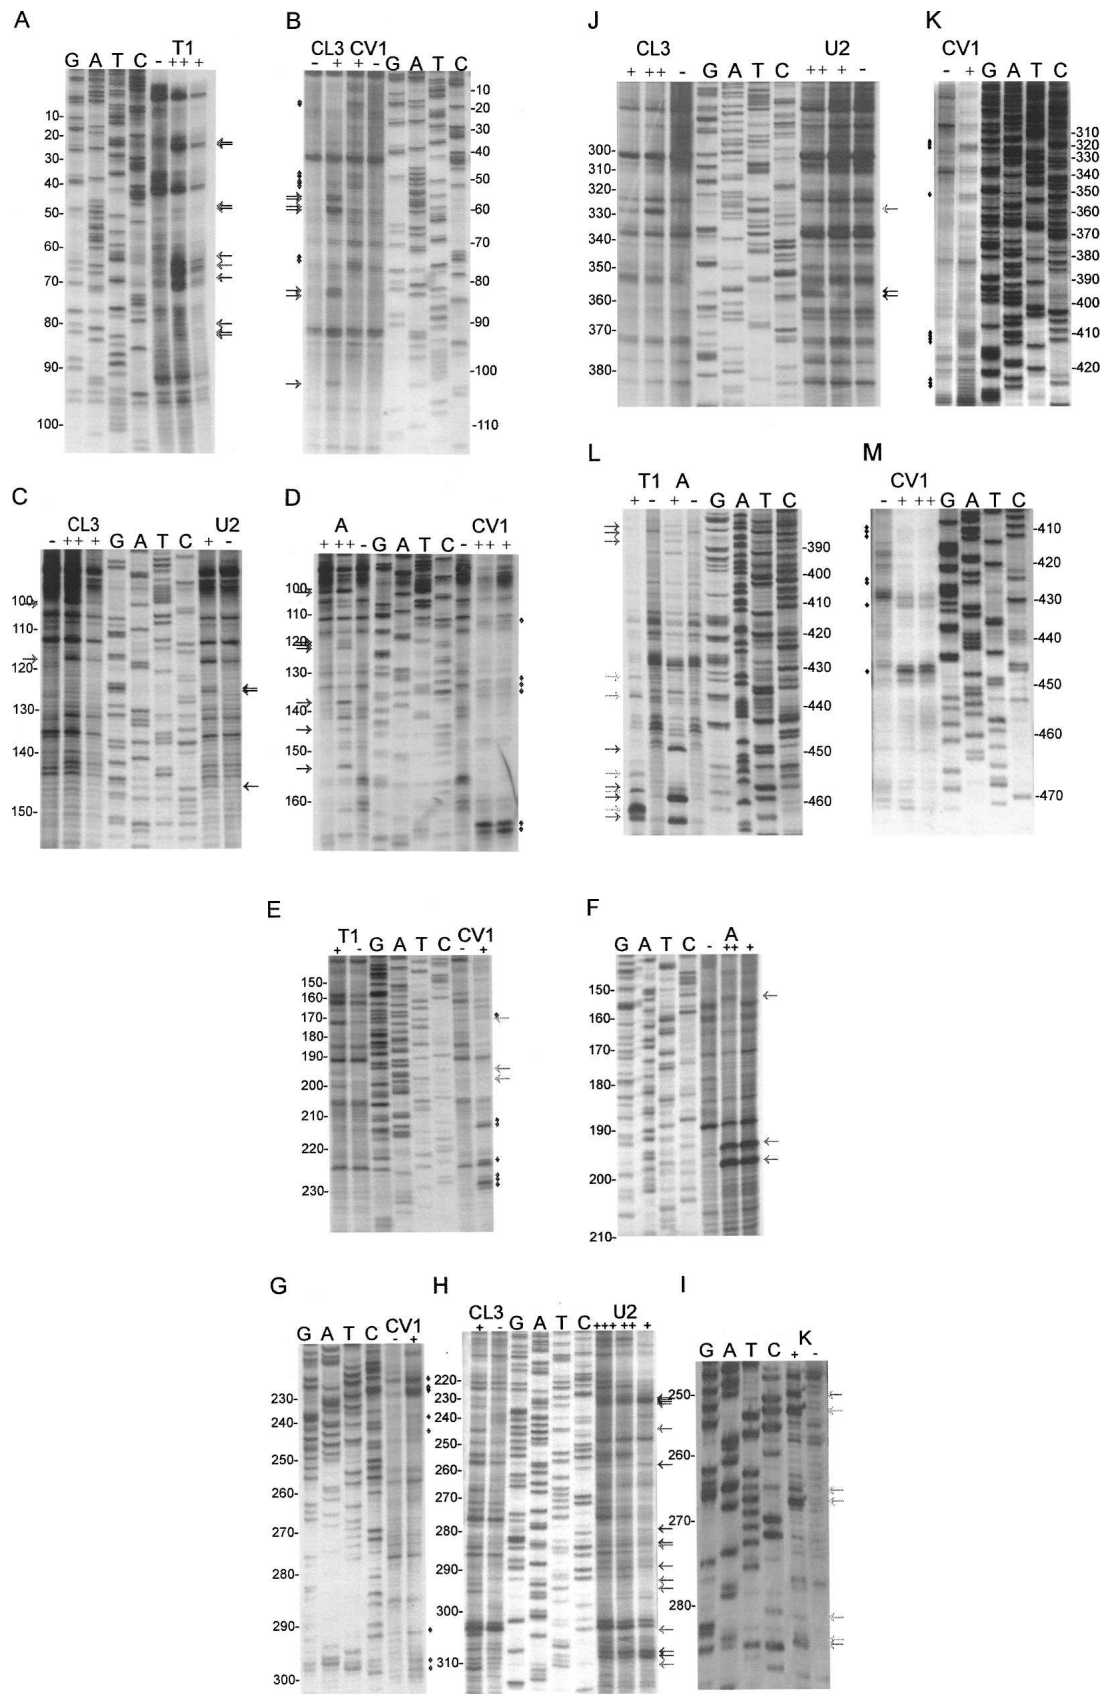 A
T1
G A T C - ++ +
10-
20-
30-
40-
50-
60-
70-
80-
90-
100-
B
CL3 CV1
- + + - G A T C
-10
-20
-30
-40
-50
-60
-70
-80
-90
-100
-110
C
CL3 U2
- ++ + G A T C + -
100-
110-
120-
130-
140-
150-
D
A CV1
+ ++ - G A T C - ++ +
100-
110-
120-
130-
140-
150-
160-
E
T1 CV1
+ - G A T C - +
150-
160-
170-
180-
190-
200-
210-
220-
230-
F
A
G A T C - ++ +
150-
160-
170-
180-
190-
200-
210-
G
CV1
G A T C - +
230-
240-
250-
260-
270-
280-
290-
300-
H
CL3 U2
+ - G A T C +++ ++ +
220-
230-
240-
250-
260-
270-
280-
290-
300-
310-
I
K
G A T C + -
250-
260-
270-
280-
J
CL3 U2
+ ++ - G A T C ++ + -
300-
310-
320-
330-
340-
350-
360-
370-
380-
K
CV1
- + G A T C
-310
-320
-330
-340
-350
-360
-370
-380
-390
-400
-410
-420
L
T1 A
+ - + - G A T C
-390
-400
-410
-420
-430
-440
-450
-460
M
CV1
- + ++ G A T C
-410
-420
-430
-440
-450
-460
-470